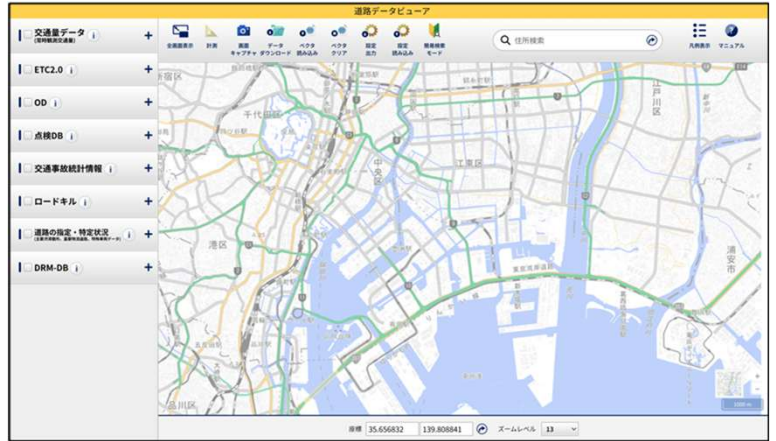 道路データビューア
交通量データ
(常時観測交通量)
ETC2.0
OD
点検DB
交通事故統計情報
ロードキル
道路の指定・特定状況
DRM-DB
全画面表示
計測
画面
キャプチャ
データ
ダウンロード
ベクタ
読み込み
ベクタ
クリア
設定
出力
設定
読み込み
簡易検索
モード
住所検索
凡例表示
マニュアル
千代田区
中央区
江東区
江戸川区
港区
品川区
浦安市
東京湾岸道路
座標 35.656832 139.808841 ズームレベル 13